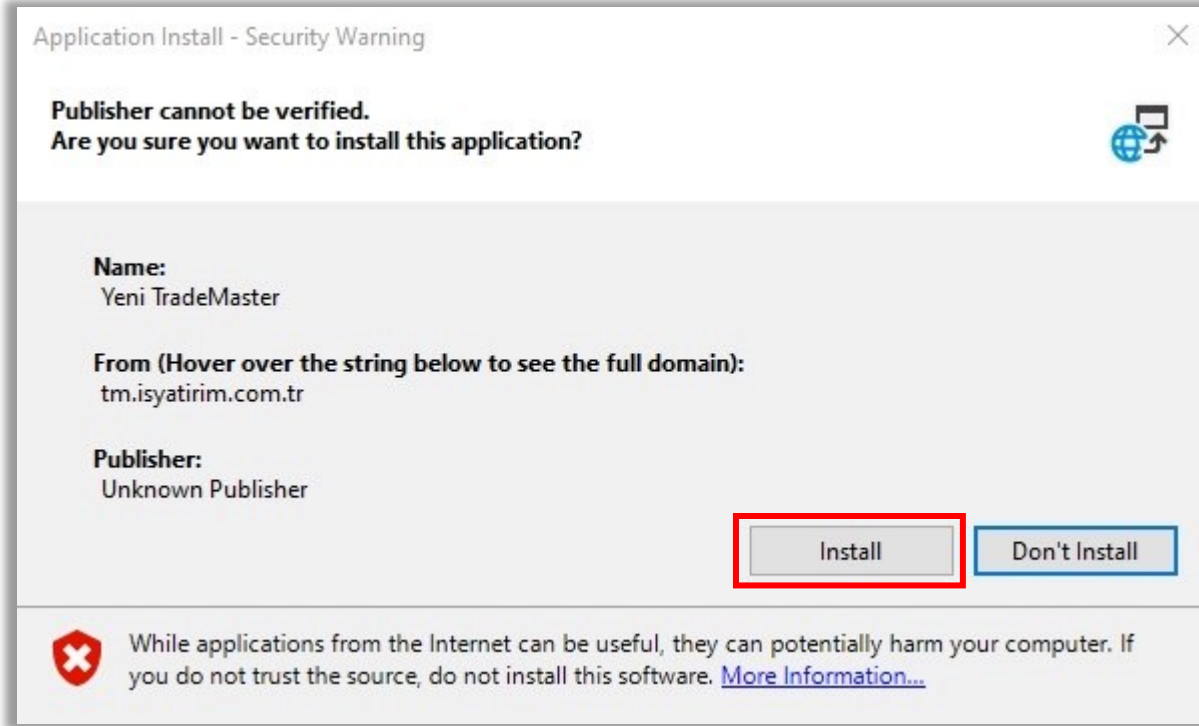 Application Install - Security Warning
Publisher cannot be verified.
Are you sure you want to install this application?
Name:
Yeni TradeMaster
From (Hover over the string below to see the full domain):
tm.isyatirim.com.tr
Publisher:
Unknown Publisher
Install
Don't Install
While applications from the Internet can be useful, they can potentially harm your computer. If
you do not trust the source, do not install this software. More Information...